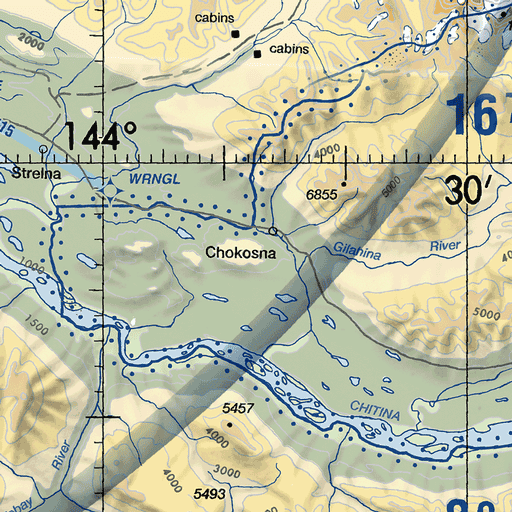 cabins
cabins
2000
16
15
144°
4000
Strelna
WRNGL
6855
5000
30'
Chokosna
Gilahina River
1000
1500
5000
5457
CHITINA
4000
River
3000
4000
5493